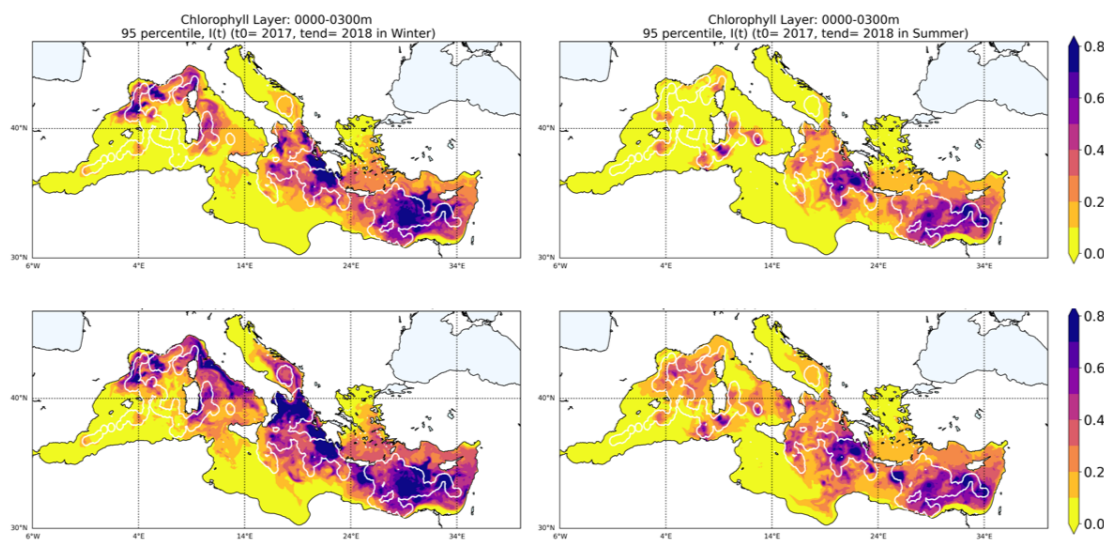 Chlorophyll Layer: 0000-0300m
95 percentile, I(t) (t0= 2017, tend= 2018 in Winter)
Chlorophyll Layer: 0000-0300m
95 percentile, I(t) (t0= 2017, tend= 2018 in Summer)
40°N
30°N
6°W 4°E 14°E 24°E 34°E
40°N
30°N
6°W 4°E 14°E 24°E 34°E
0.8
0.6
0.4
0.2
0.0
40°N
30°N
6°W 4°E 14°E 24°E 34°E
40°N
30°N
6°W 4°E 14°E 24°E 34°E
0.8
0.6
0.4
0.2
0.0